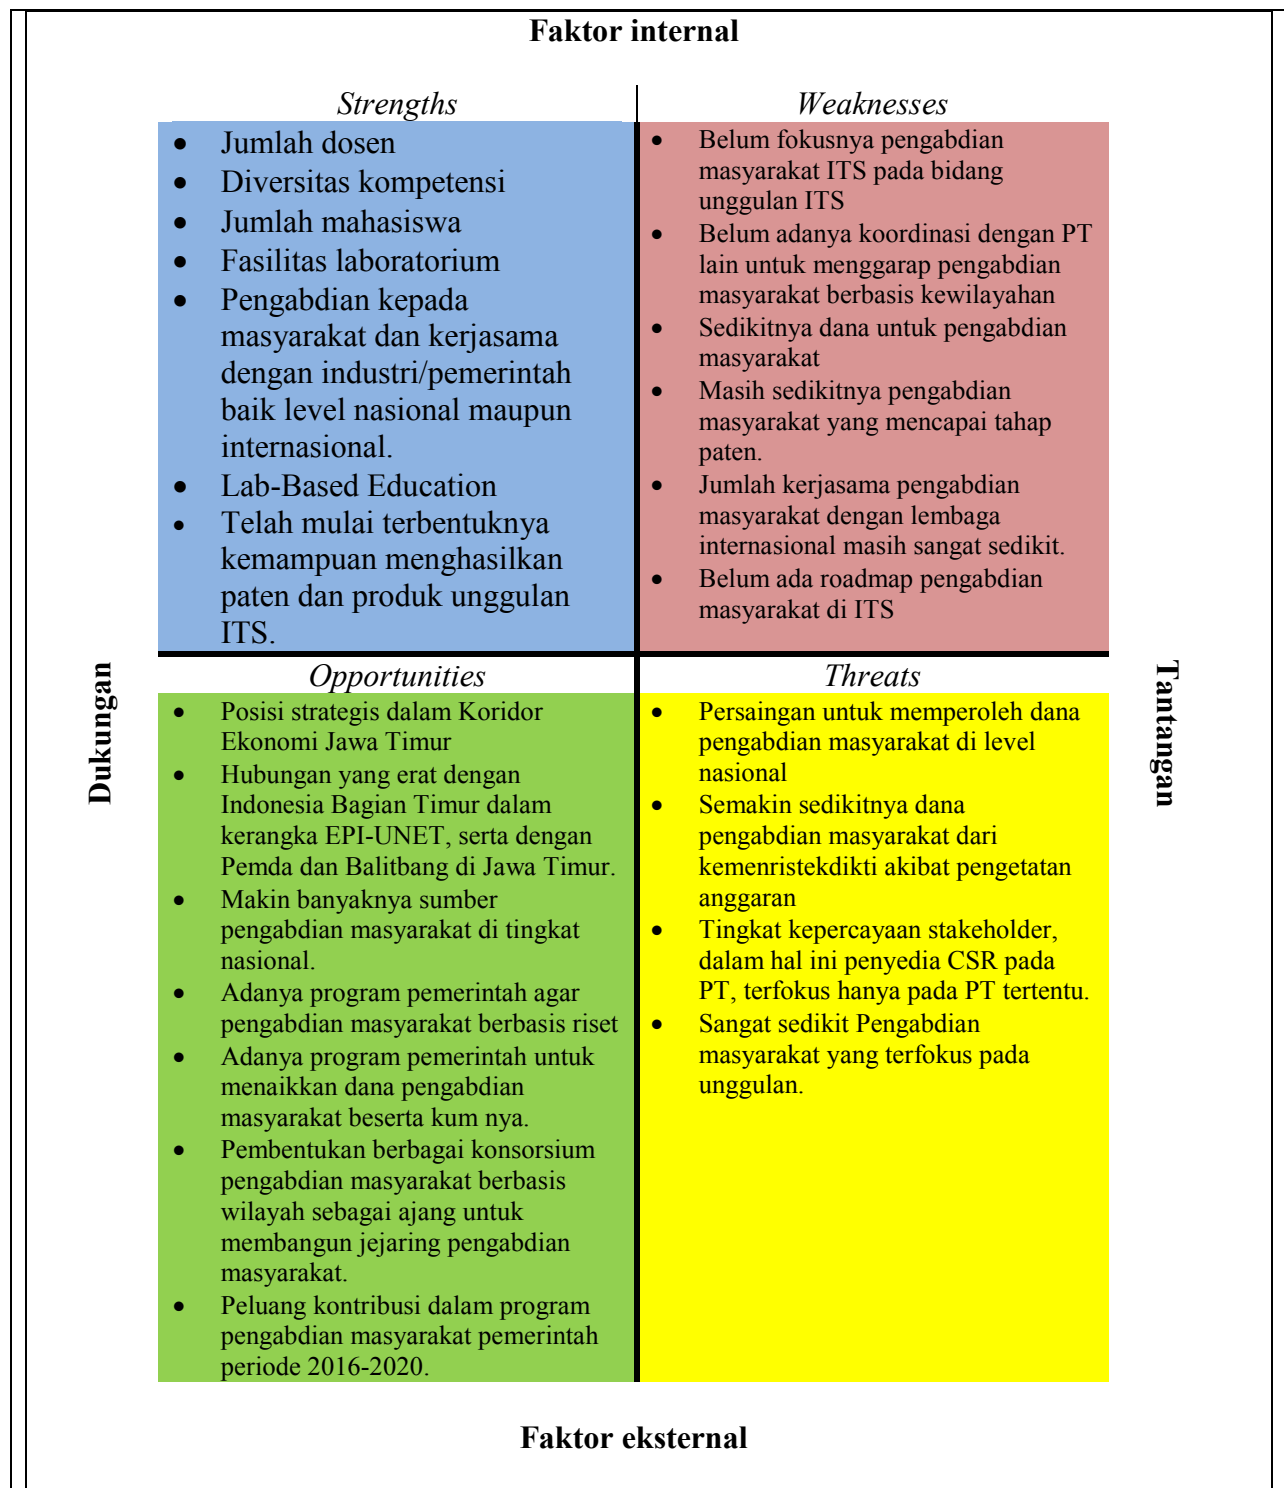 Faktor internal
Strengths
• Jumlah dosen
• Diversitas kompetensi
• Jumlah mahasiswa
• Fasilitas laboratorium
• Pengabdian kepada
masyarakat dan kerjasama
dengan industri/pemerintah
baik level nasional maupun
internasional.
• Lab-Based Education
• Telah mulai terbentuknya
kemampuan menghasilkan
paten dan produk unggulan
ITS.
Weaknesses
• Belum fokusnya pengabdian
masyarakat ITS pada bidang
unggulan ITS
• Belum adanya koordinasi dengan PT
lain untuk menggarap pengabdian
masyarakat berbasis kewilayahan
• Sedikitnya dana untuk pengabdian
masyarakat
• Masih sedikitnya pengabdian
masyarakat yang mencapai tahap
paten.
• Jumlah kerjasama pengabdian
masyarakat dengan lembaga
internasional masih sangat sedikit.
• Belum ada roadmap pengabdian
masyarakat di ITS
Dukungan
Opportunities
• Posisi strategis dalam Koridor
Ekonomi Jawa Timur
• Hubungan yang erat dengan
Indonesia Bagian Timur dalam
kerangka EPI-UNET, serta dengan
Pemda dan Balitbang di Jawa Timur.
• Makin banyaknya sumber
pengabdian masyarakat di tingkat
nasional.
• Adanya program pemerintah agar
pengabdian masyarakat berbasis riset
• Adanya program pemerintah untuk
menaikkan dana pengabdian
masyarakat beserta kum nya.
• Pembentukan berbagai konsorsium
pengabdian masyarakat berbasis
wilayah sebagai ajang untuk
membangun jejaring pengabdian
masyarakat.
• Peluang kontribusi dalam program
pengabdian masyarakat pemerintah
periode 2016-2020.
Threats
• Persaingan untuk memperoleh dana
pengabdian masyarakat di level
nasional
• Semakin sedikitnya dana
pengabdian masyarakat dari
kemenristekdikti akibat pengetatan
anggaran
• Tingkat kepercayaan stakeholder,
dalam hal ini penyedia CSR pada
PT, terfokus hanya pada PT tertentu.
• Sangat sedikit Pengabdian
masyarakat yang terfokus pada
unggulan.
Tantangan
Faktor eksternal